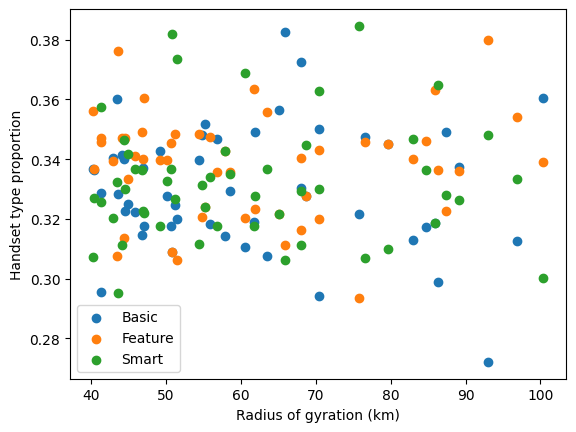 0.38
0.36
0.34
0.32
0.30
0.28
Handset type proportion
Basic
Feature
Smart
40 50 60 70 80 90 100
Radius of gyration (km)